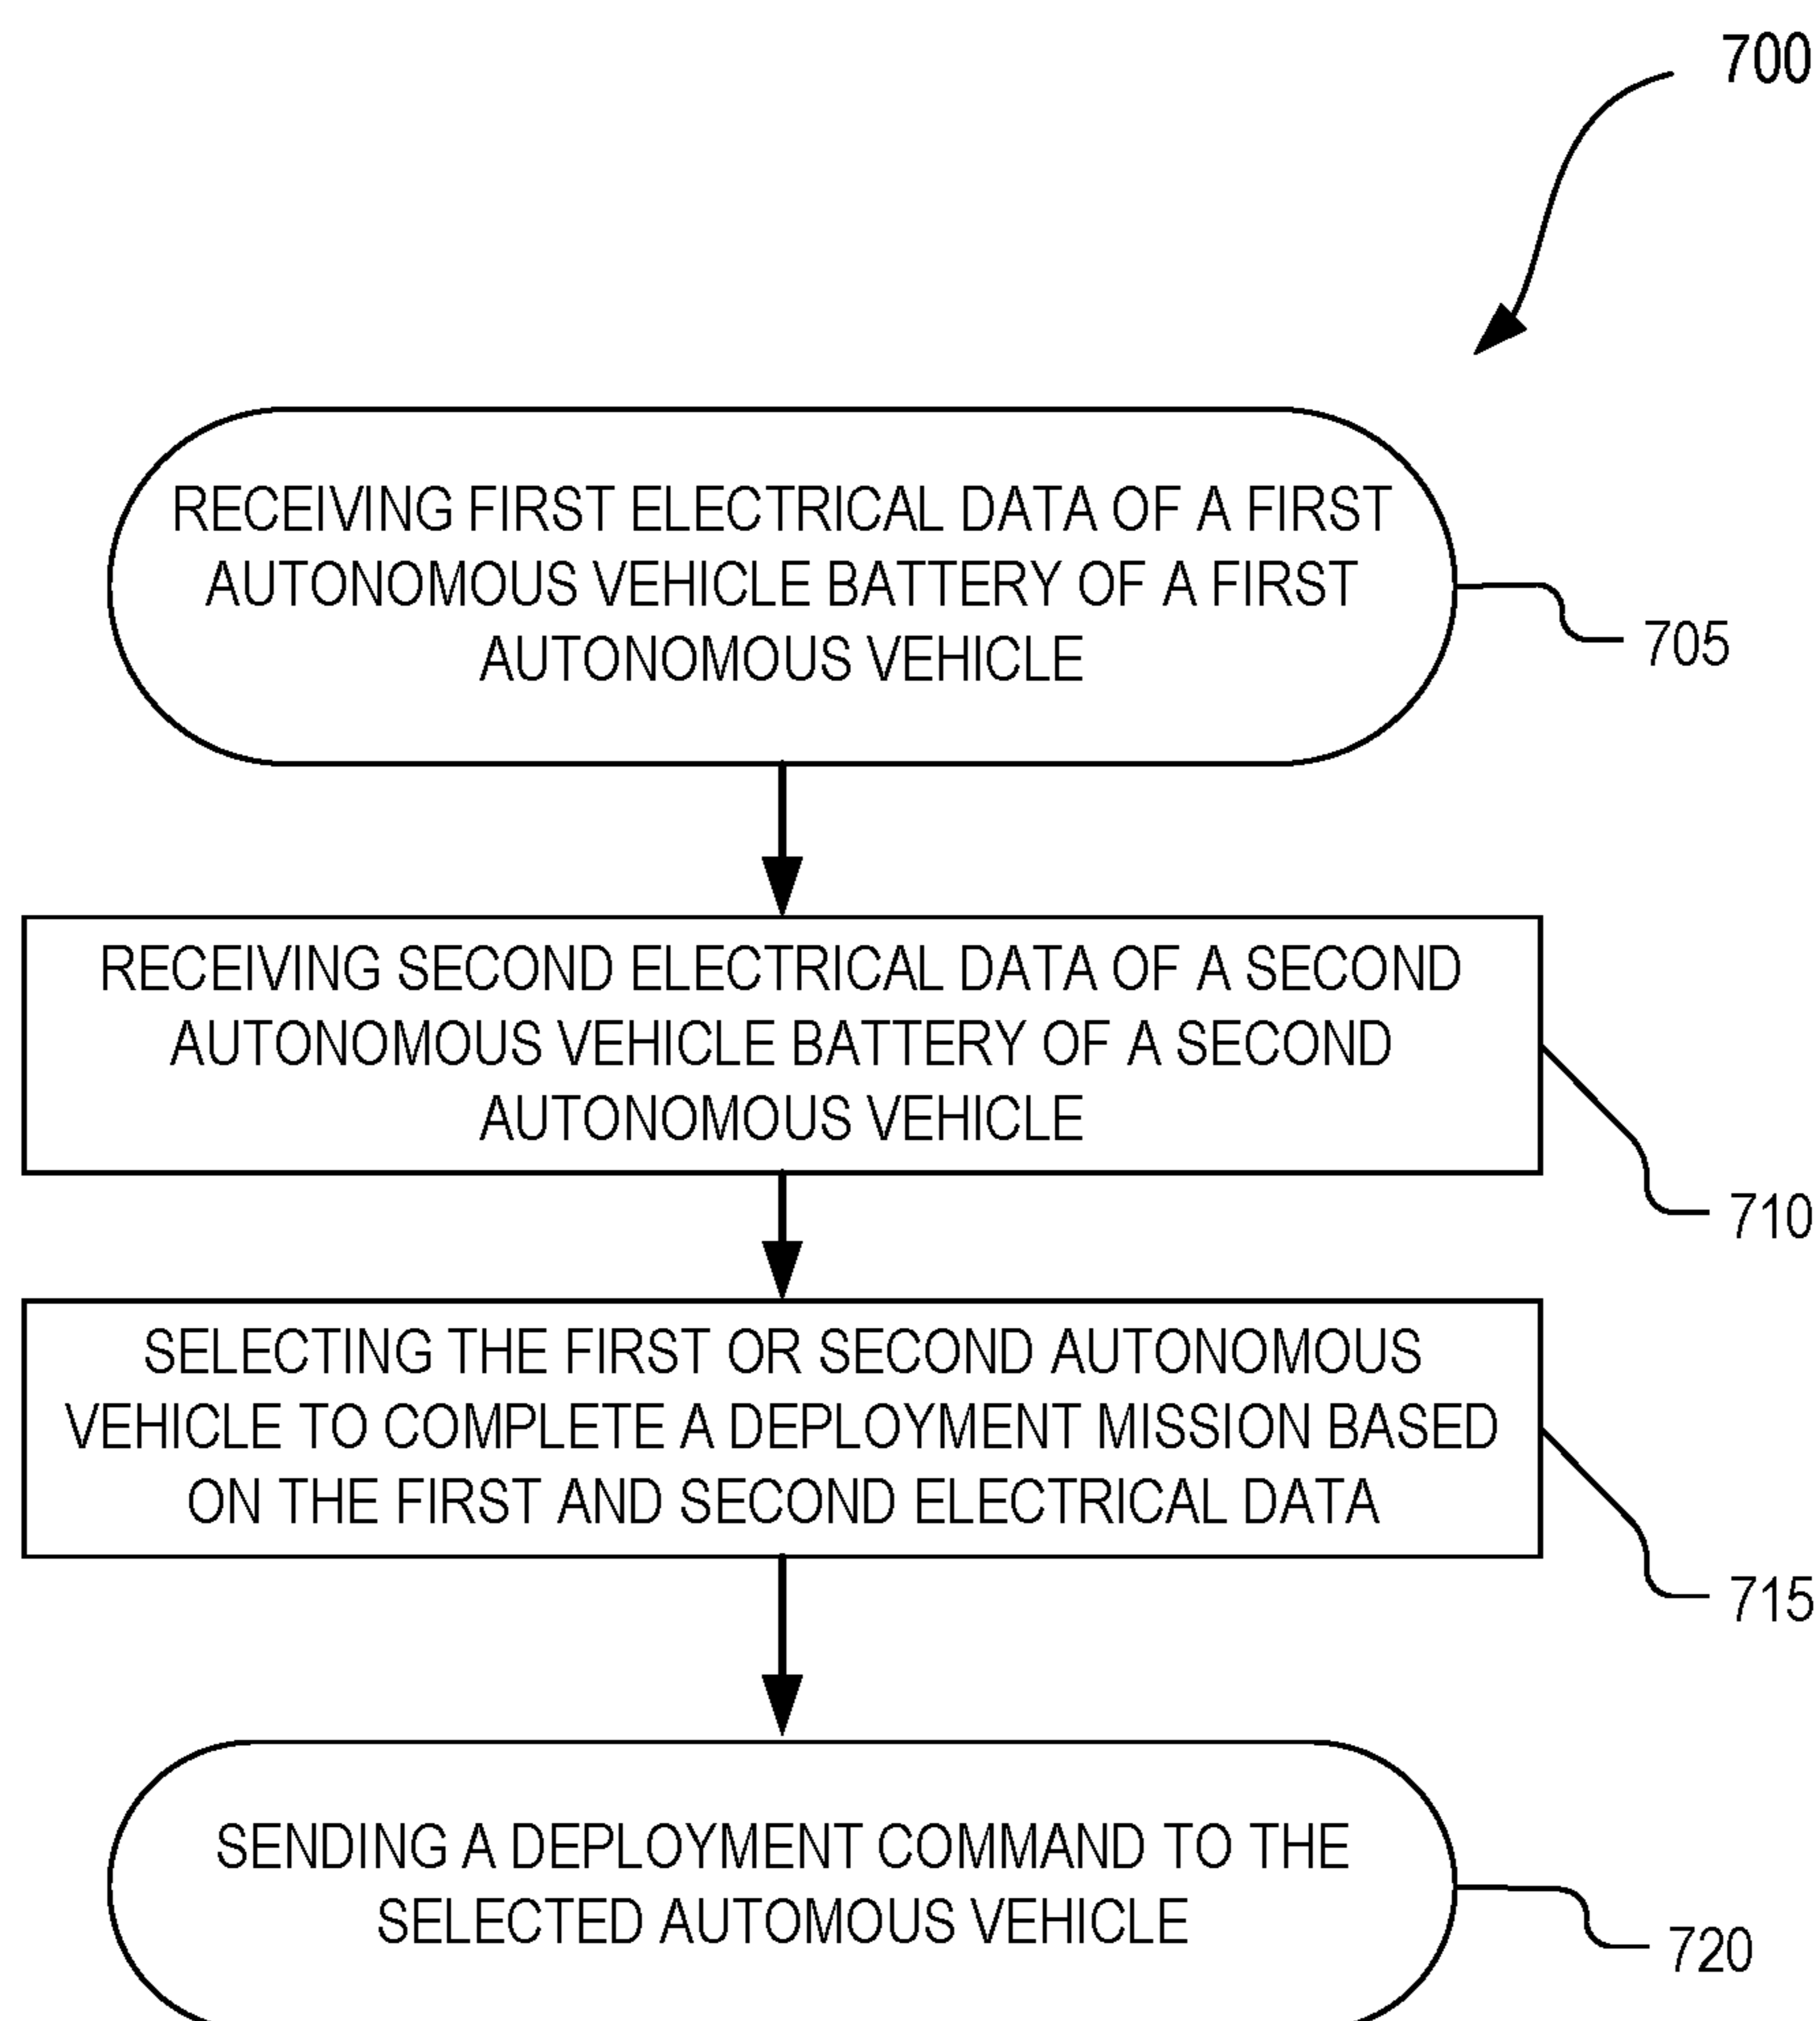 700
RECEIVING FIRST ELECTRICAL DATA OF A FIRST
AUTONOMOUS VEHICLE BATTERY OF A FIRST
AUTONOMOUS VEHICLE
705
RECEIVING SECOND ELECTRICAL DATA OF A SECOND
AUTONOMOUS VEHICLE BATTERY OF A SECOND
AUTONOMOUS VEHICLE
710
SELECTING THE FIRST OR SECOND AUTONOMOUS
VEHICLE TO COMPLETE A DEPLOYMENT MISSION BASED
ON THE FIRST AND SECOND ELECTRICAL DATA
715
SENDING A DEPLOYMENT COMMAND TO THE
SELECTED AUTOMOUS VEHICLE
720